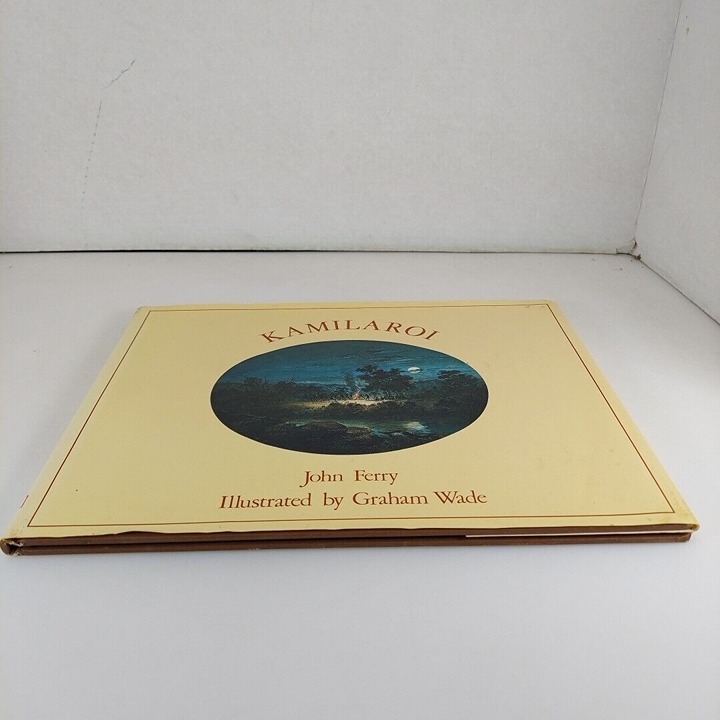 KAMILAROI
John Ferry
Illustrated by Graham Wade